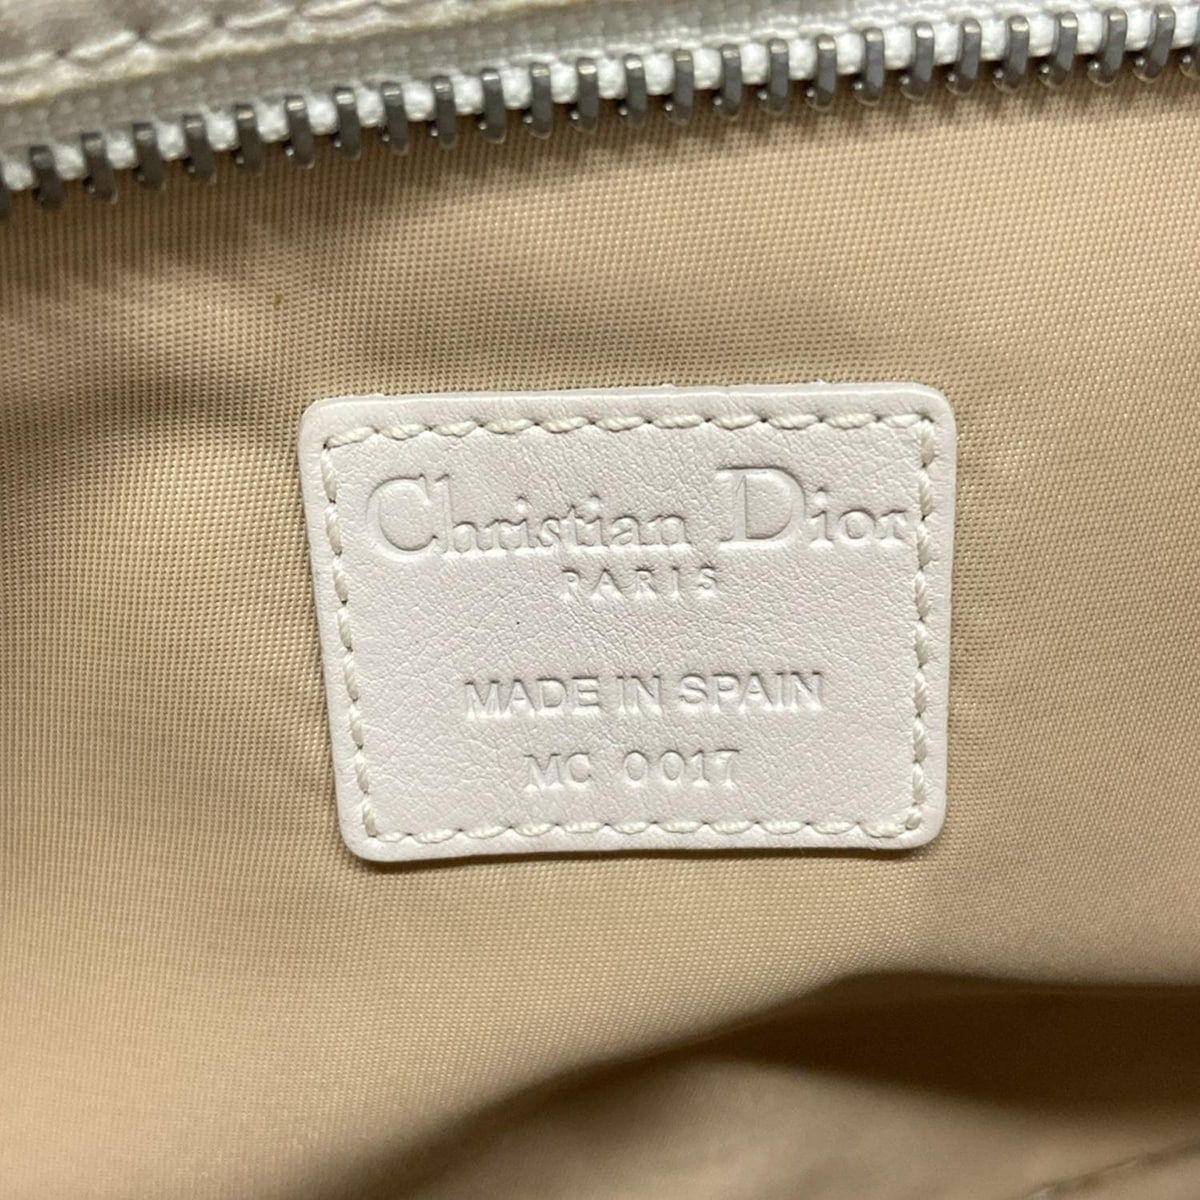 Christian Dior
PARIS
MADE IN SPAIN
MC 0017